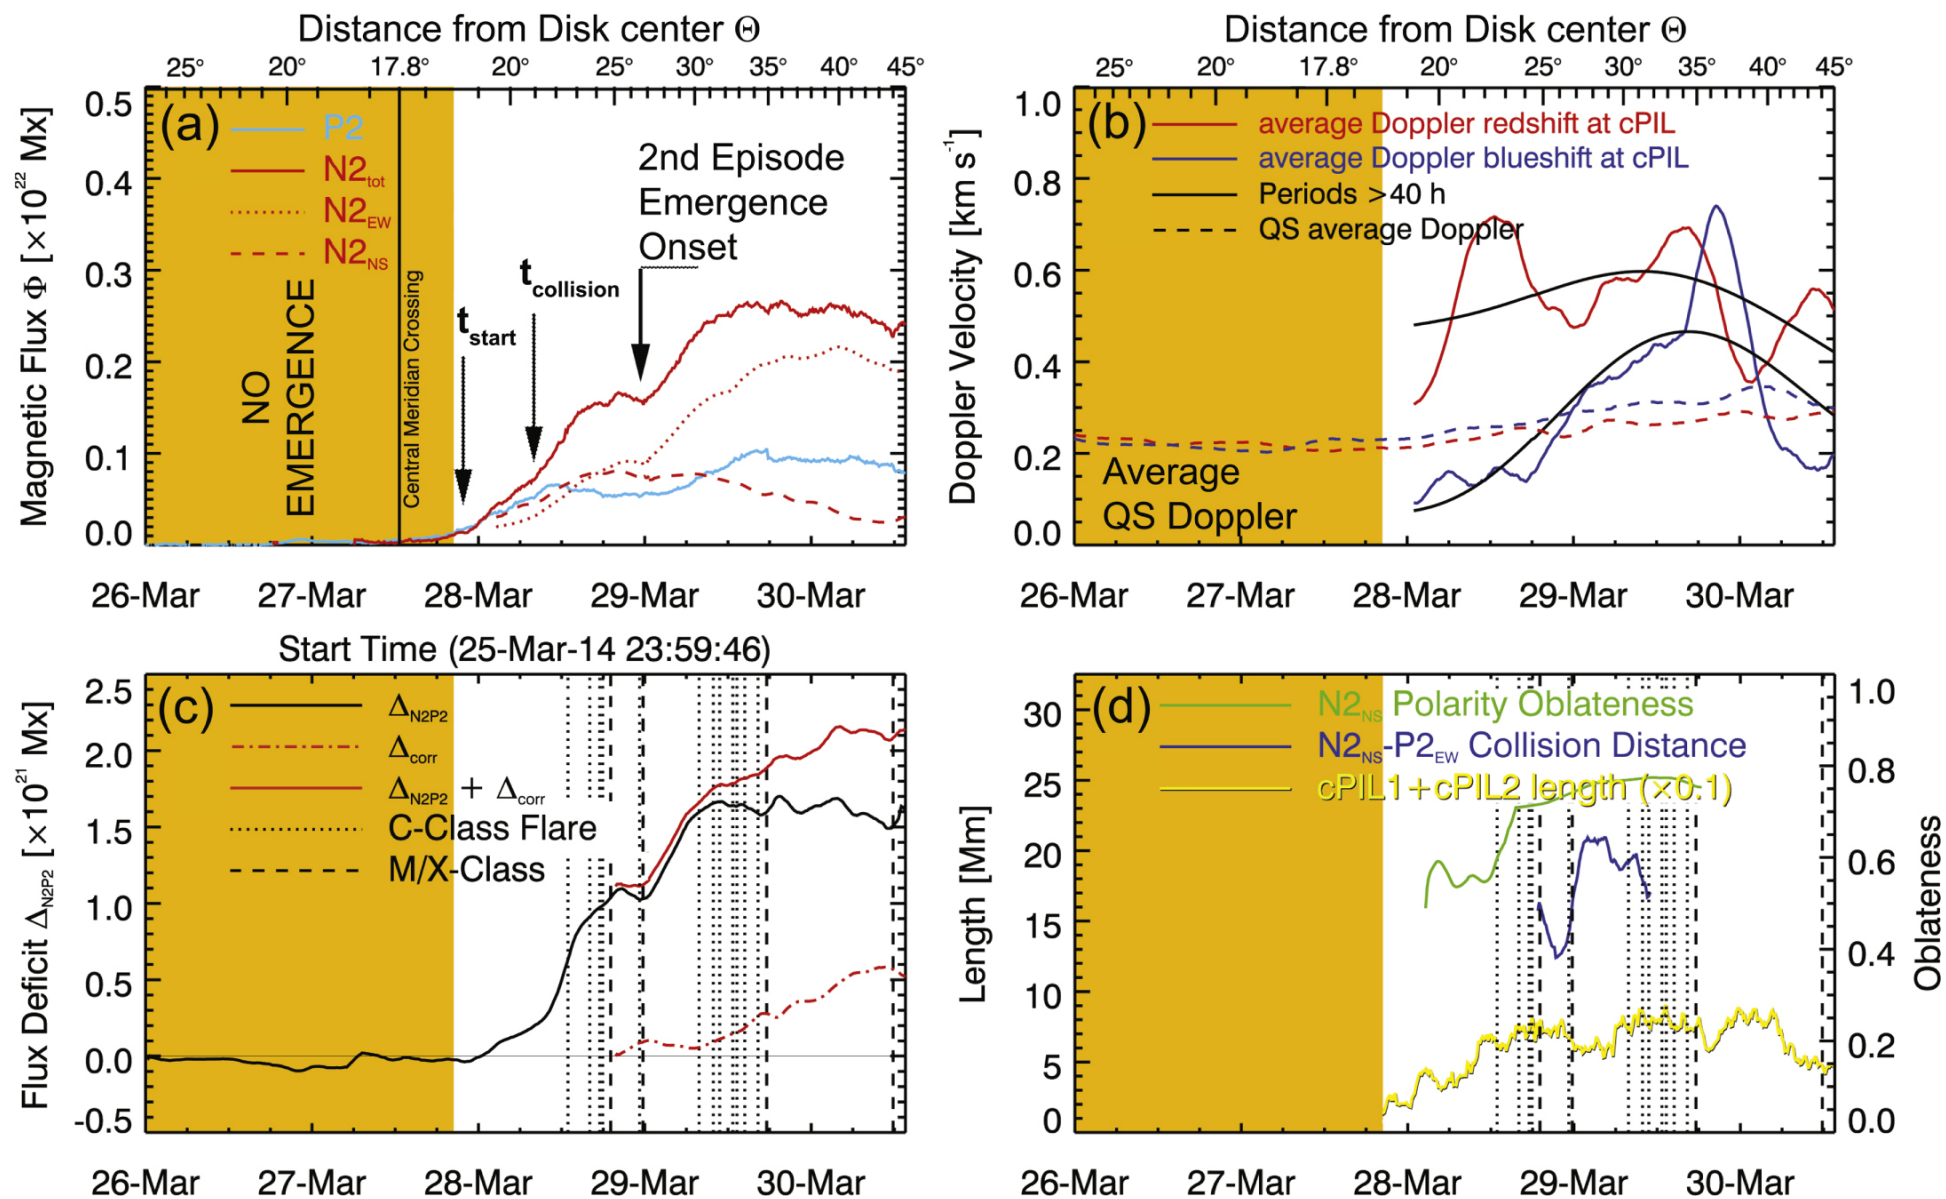 Distance from Disk center Θ
25° 20° 17.8° 20° 25° 30° 35° 40° 45°
(a)
P2
N2tot
N2EW
N2NS
NO
EMERGENCE
Central Meridian Crossing
tstart
tcollision
2nd Episode
Emergence
Onset
Magnetic Flux Φ [×10²² Mx]
0.5
0.4
0.3
0.2
0.1
0.0
26-Mar 27-Mar 28-Mar 29-Mar 30-Mar
Start Time (25-Mar-14 23:59:46)
Distance from Disk center Θ
25° 20° 17.8° 20° 25° 30° 35° 40° 45°
(b)
average Doppler redshift at cPIL
average Doppler blueshift at cPIL
Periods >40 h
QS average Doppler
Average
QS Doppler
Doppler Velocity [km s⁻¹]
1.0
0.8
0.6
0.4
0.2
0.0
26-Mar 27-Mar 28-Mar 29-Mar 30-Mar
(c)
ΔN2P2
Δcorr
ΔN2P2 + Δcorr
C-Class Flare
M/X-Class
Flux Deficit ΔN2P2 [×10²¹ Mx]
2.5
2.0
1.5
1.0
0.5
0.0
-0.5
26-Mar 27-Mar 28-Mar 29-Mar 30-Mar
(d)
N2NS Polarity Oblateness
N2NS-P2EW Collision Distance
cPIL1+cPIL2 length (×0.1)
Length [Mm]
30
25
20
15
10
5
0
1.0
0.8
0.6
0.4
0.2
0.0
Oblateness
26-Mar 27-Mar 28-Mar 29-Mar 30-Mar